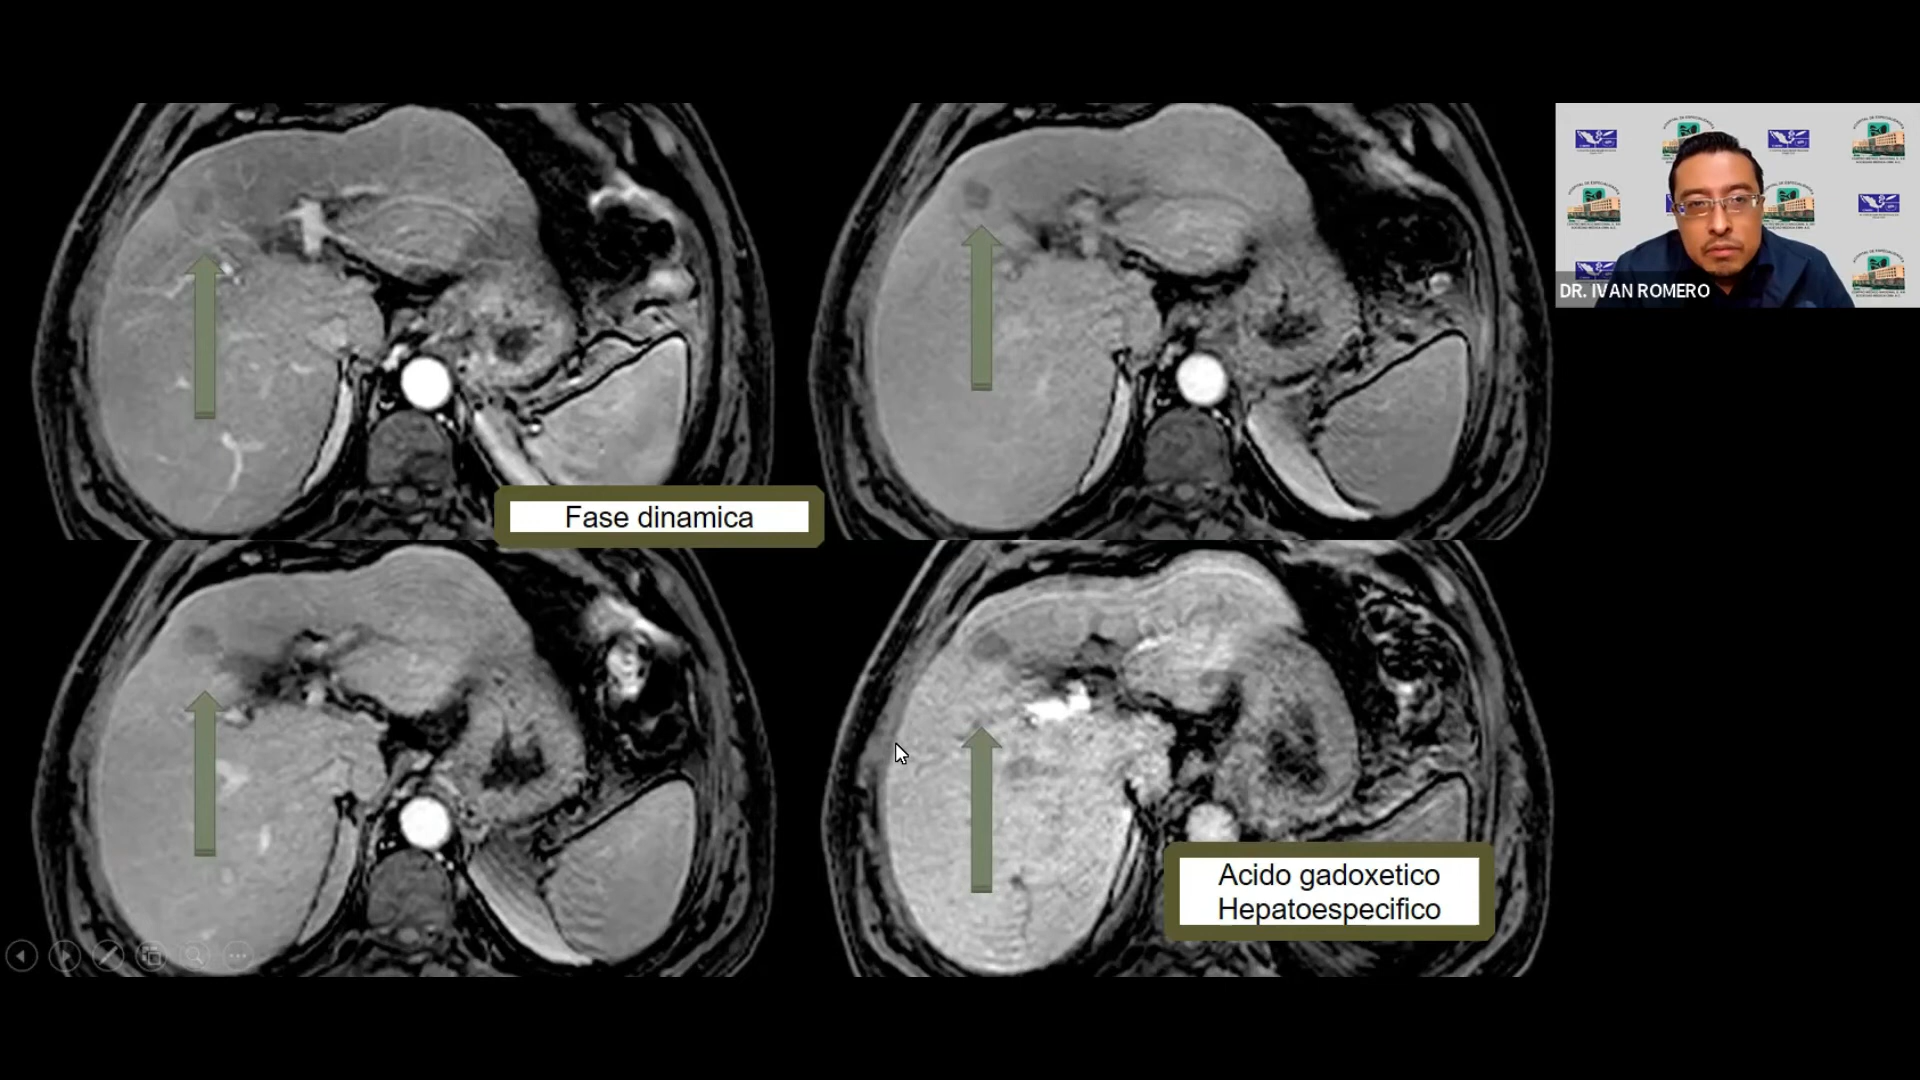 DR. IVAN ROMERO
Fase dinamica
Acido gadoxetico
Hepatoespecifico